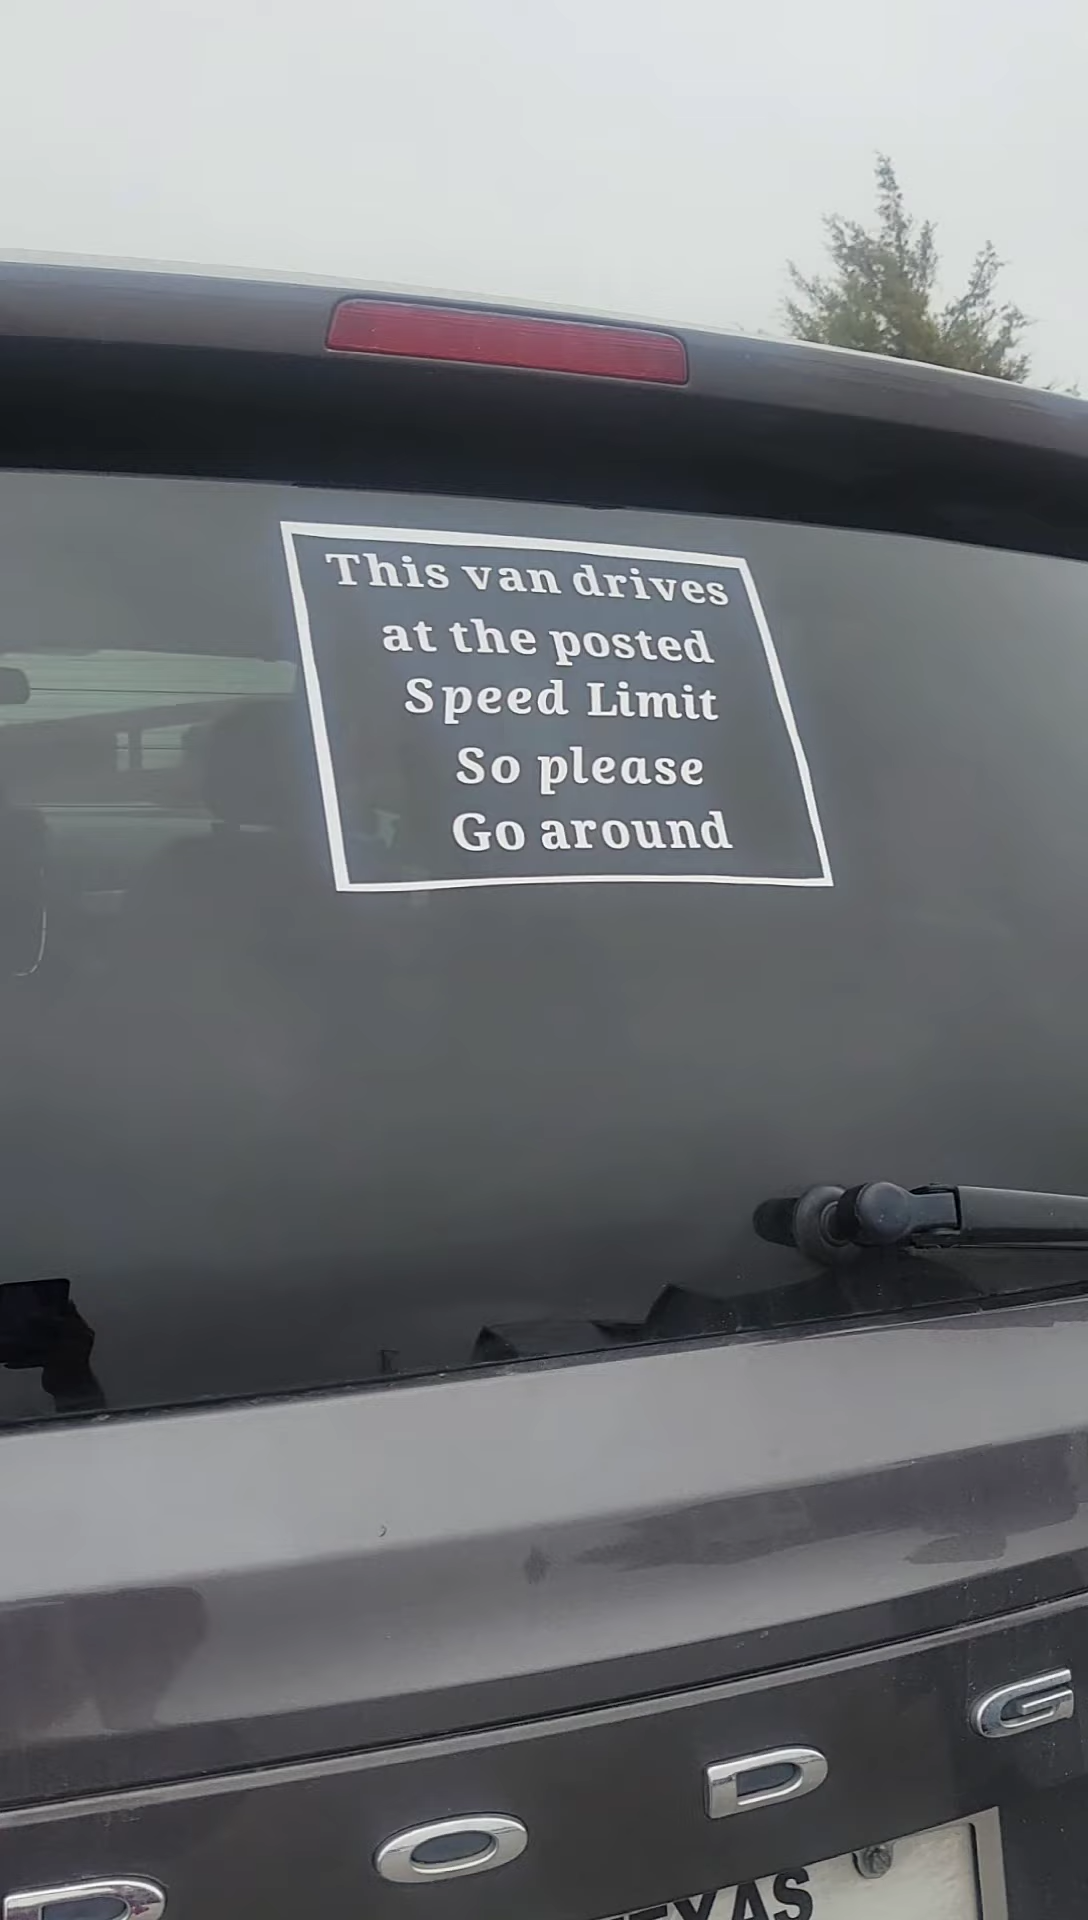 This van drives
at the posted
Speed Limit
So please
Go around
DODG
TEXAS